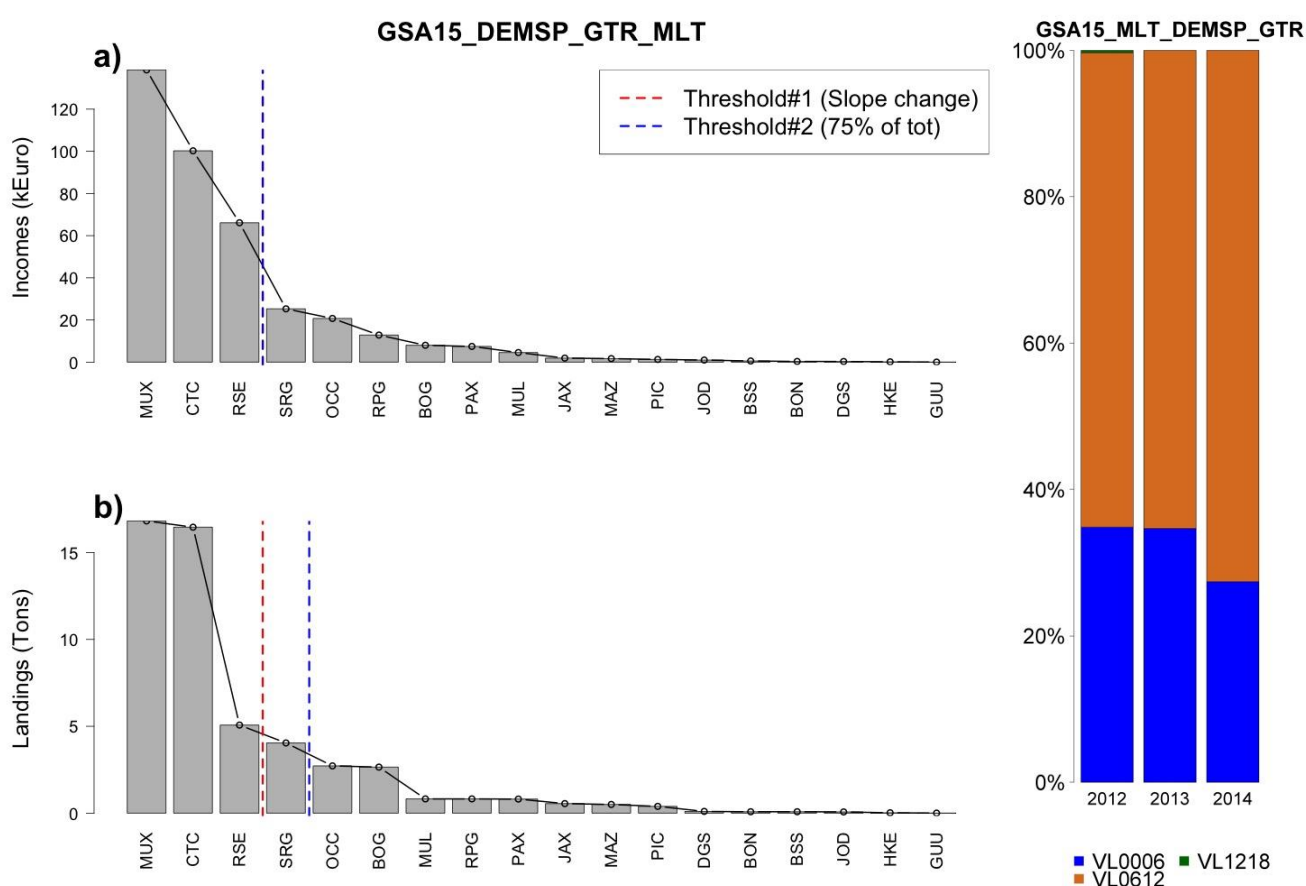 GSA15_DEMSP_GTR_MLT
a)
Incomes (kEuro)
120
100
80
60
40
20
0
Threshold#1 (Slope change)
Threshold#2 (75% of tot)
MUX CTC RSE SRG OCC RPG BOG PAX MUL JAX MAZ PIC JOD BSS BON DGS HKE GUU
b)
Landings (Tons)
15
10
5
0
MUX CTC RSE SRG OCC BOG MUL RPG PAX JAX MAZ PIC DGS BON BSS JOD HKE GUU
GSA15_MLT_DEMSP_GTR
100%
80%
60%
40%
20%
0%
2012 2013 2014
VL0006 VL1218
VL0612